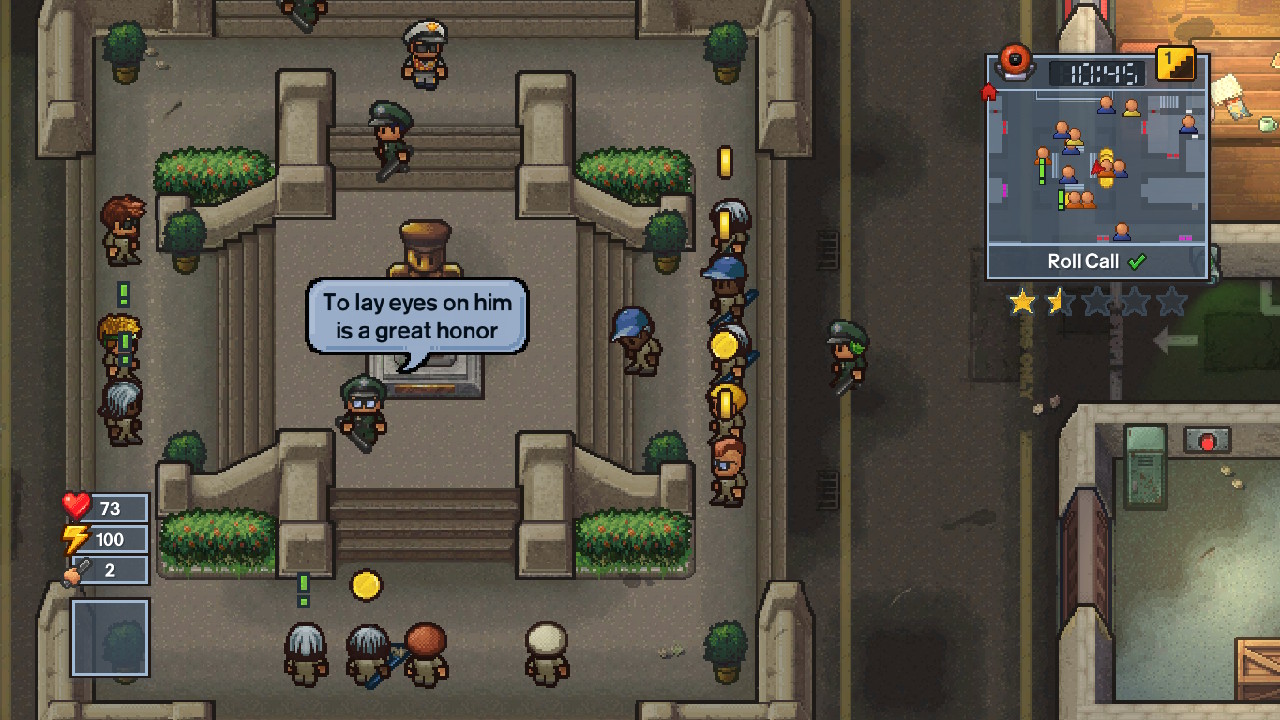 1
10:45
Roll Call
To lay eyes on him
is a great honor
73
100
2